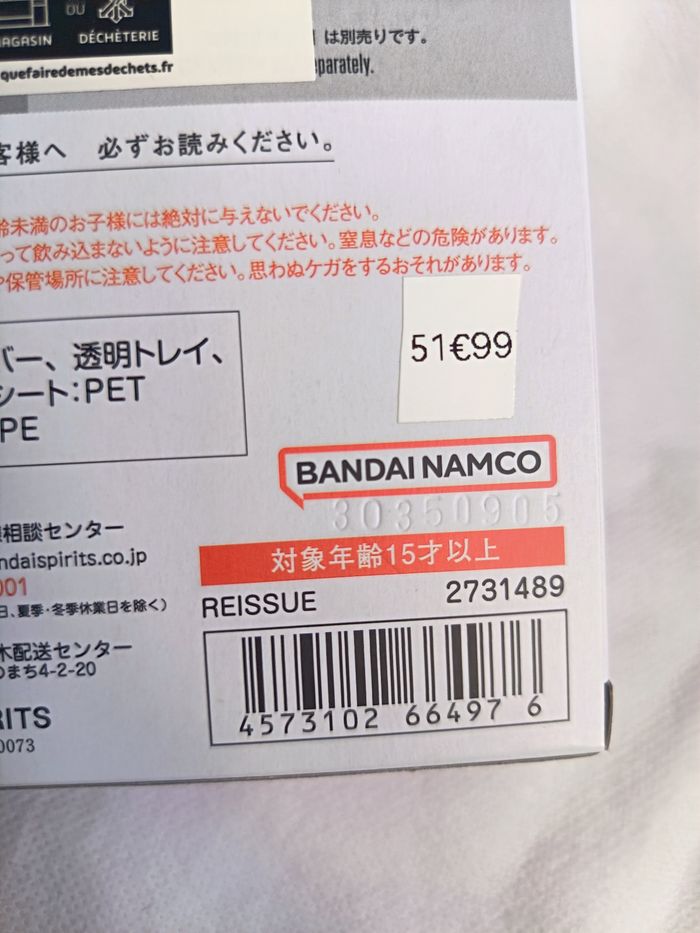 MAGASIN
OU
DÉCHÈTERIE
quefairedemesdechets.fr
は別売りです。
parately.
客様へ 必ずお読みください。
齢未満のお子様には絶対に与えないでください。
って飲み込まないように注意してください。窒息などの危険があります。
や保管場所に注意してください。思わぬケガをするおそれがあります。
バー、透明トレイ、
シート:PET
PE
51€99
BANDAI NAMCO
30350905
相談センター
ndaispirits.co.jp
001
日、夏季・冬季休業日を除く)
木配送センター
のまち4-2-20
RITS
0073
対象年齢15才以上
REISSUE 2731489
4573102 66497 6